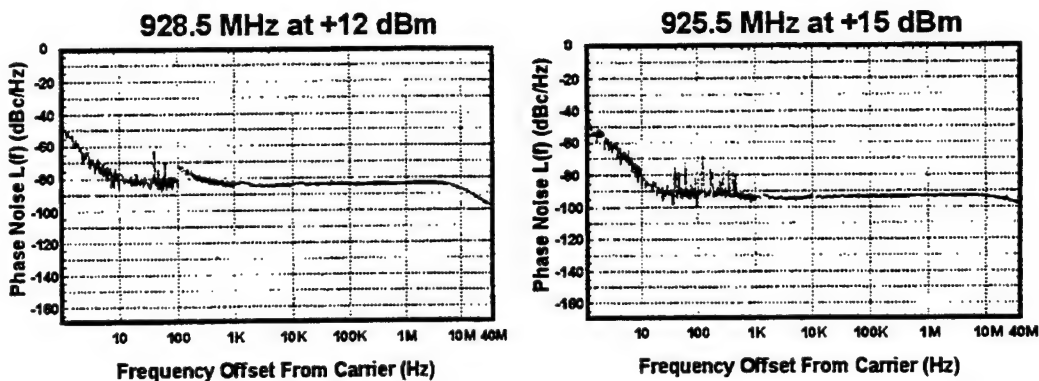 928.5 MHz at +12 dBm
Phase Noise L(f) (dBc/Hz)
0
-20
-40
-60
-80
-100
-120
-140
-160
10 100 1K 10K 100K 1M 10M 40M
Frequency Offset From Carrier (Hz)
925.5 MHz at +15 dBm
Phase Noise L(f) (dBc/Hz)
0
-20
-40
-60
-80
-100
-120
-140
-160
10 100 1K 10K 100K 1M 10M 40M
Frequency Offset From Carrier (Hz)